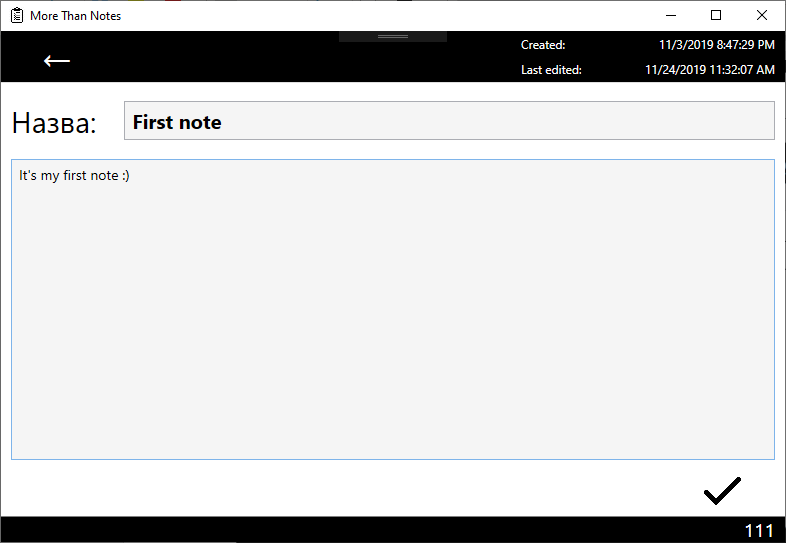 More Than Notes
Created: 11/3/2019 8:47:29 PM
Last edited: 11/24/2019 11:32:07 AM
Назва: First note
It's my first note :)
111